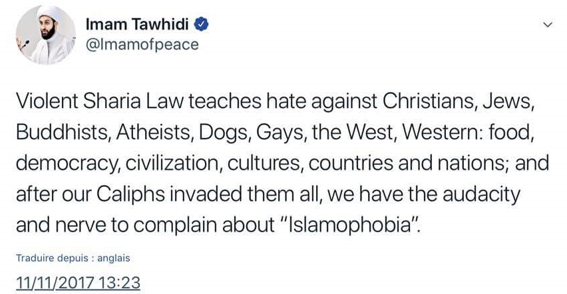 Imam Tawhidi
@Imamofpeace
Violent Sharia Law teaches hate against Christians, Jews,
Buddhists, Atheists, Dogs, Gays, the West, Western: food,
democracy, civilization, cultures, countries and nations; and
after our Caliphs invaded them all, we have the audacity
and nerve to complain about “Islamophobia”.
Traduire depuis : anglais
11/11/2017 13:23